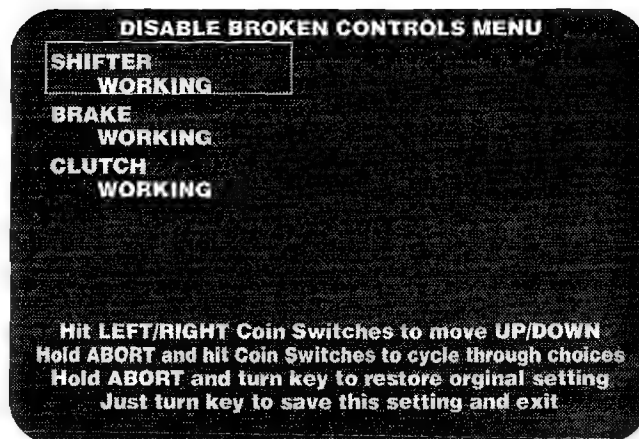 DISABLE BROKEN CONTROLS MENU
SHIFTER
WORKING
BRAKE
WORKING
CLUTCH
WORKING
Hit LEFT/RIGHT Coin Switches to move UP/DOWN
Hold ABORT and hit Coin Switches to cycle through choices
Hold ABORT and turn key to restore orginal setting
Just turn key to save this setting and exit